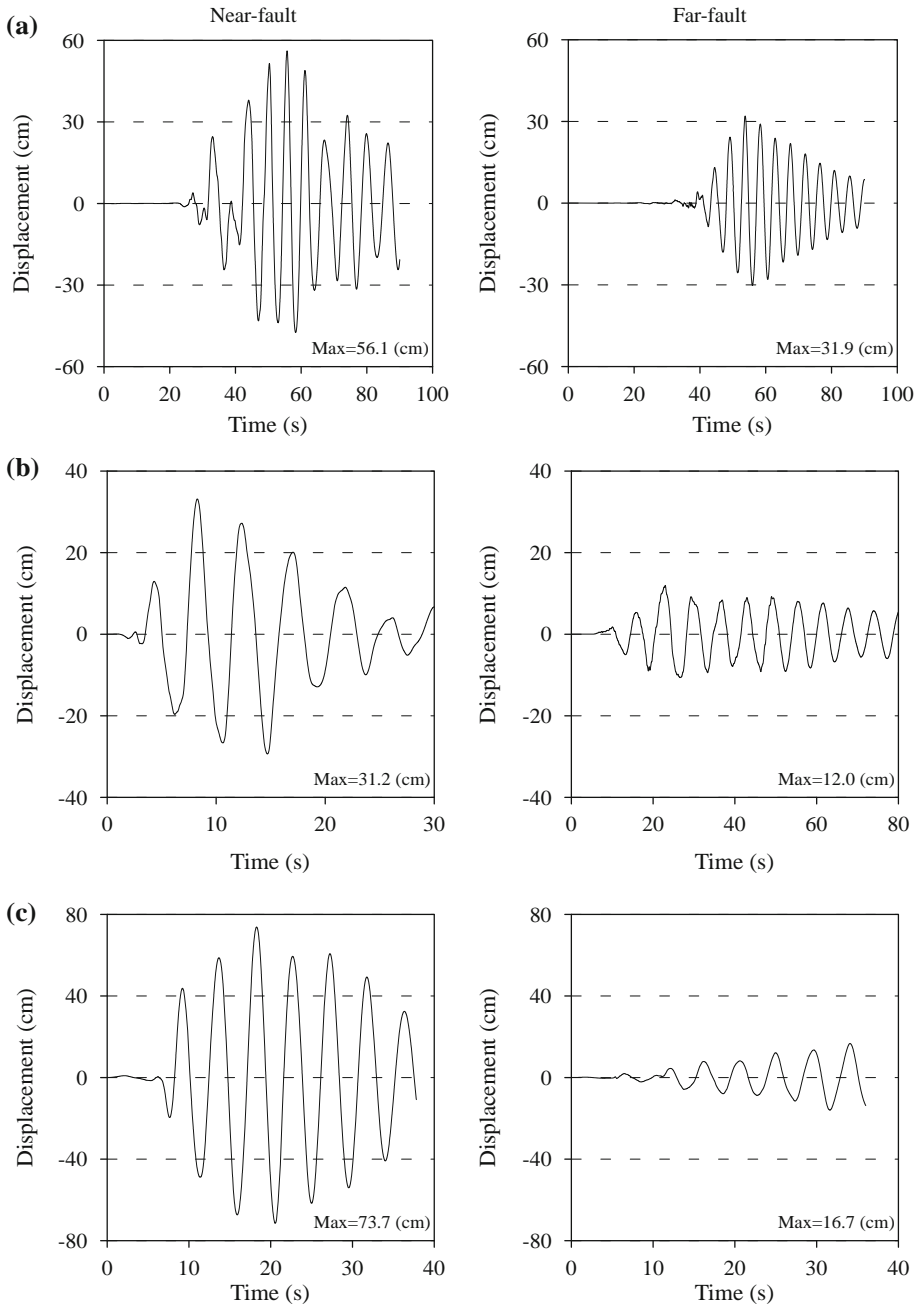 Near-fault
Far-fault
(a)
60
30
0
-30
-60
Displacement (cm)
Max=56.1 (cm)
0 20 40 60 80 100
Time (s)
60
30
0
-30
-60
Displacement (cm)
Max=31.9 (cm)
0 20 40 60 80 100
Time (s)
(b)
40
20
0
-20
-40
Displacement (cm)
Max=31.2 (cm)
0 10 20 30
Time (s)
40
20
0
-20
-40
Displacement (cm)
Max=12.0 (cm)
0 20 40 60 80
Time (s)
(c)
80
40
0
-40
-80
Displacement (cm)
Max=73.7 (cm)
0 10 20 30 40
Time (s)
80
40
0
-40
-80
Displacement (cm)
Max=16.7 (cm)
0 10 20 30 40
Time (s)